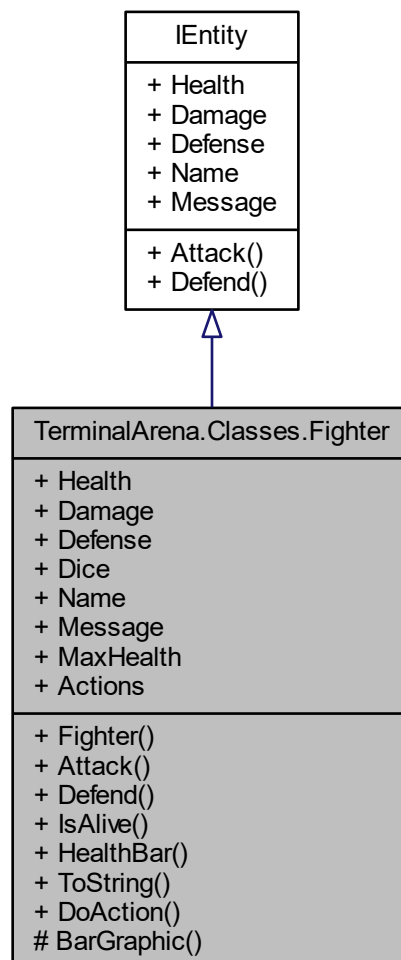 IEntity
+ Health
+ Damage
+ Defense
+ Name
+ Message
+ Attack()
+ Defend()
TerminalArena.Classes.Fighter
+ Health
+ Damage
+ Defense
+ Dice
+ Name
+ Message
+ MaxHealth
+ Actions
+ Fighter()
+ Attack()
+ Defend()
+ IsAlive()
+ HealthBar()
+ ToString()
+ DoAction()
# BarGraphic()